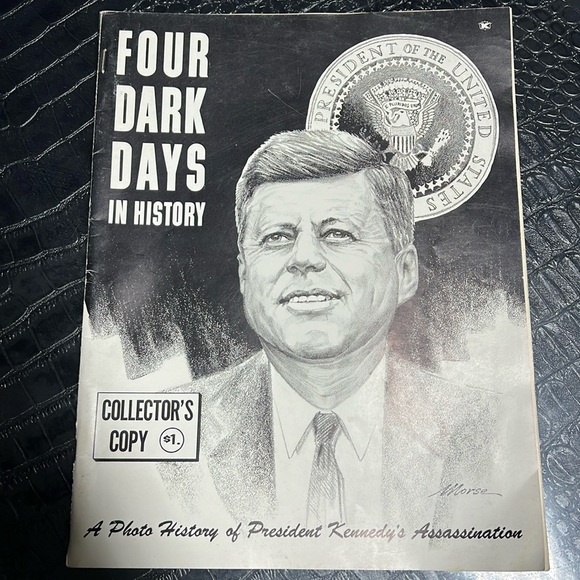 FOUR
DARK
DAYS
IN HISTORY
PRESIDENT OF THE UNITED STATES
COLLECTOR'S
COPY $1.
Morse
A Photo History of President Kennedy's Assassination